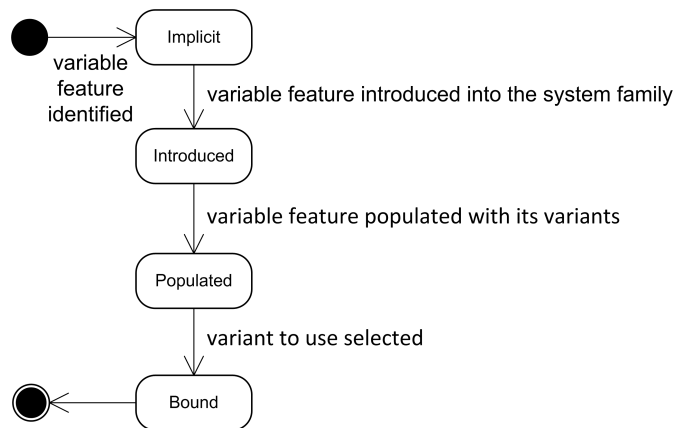 Implicit
variable
feature
identified
variable feature introduced into the system family
Introduced
variable feature populated with its variants
Populated
variant to use selected
Bound